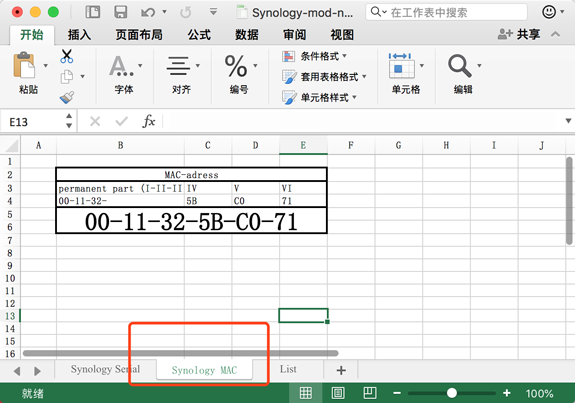 Synology-mod-n...
在工作表中搜索
开始 插入 页面布局 公式 数据 审阅 视图 共享
粘贴 字体 对齐 % 编号 条件格式 套用表格格式 单元格样式 单元格 编辑
E13 fx
A B C D E F G H I J
1
2 MAC-adress
3 permanent part (I-II-II IV V VI
4 00-11-32- 5B C0 71
5
6 00-11-32-5B-C0-71
7
8
9
10
11
12
13
14
15
16
Synology Serial Synology MAC List +
就绪 100%